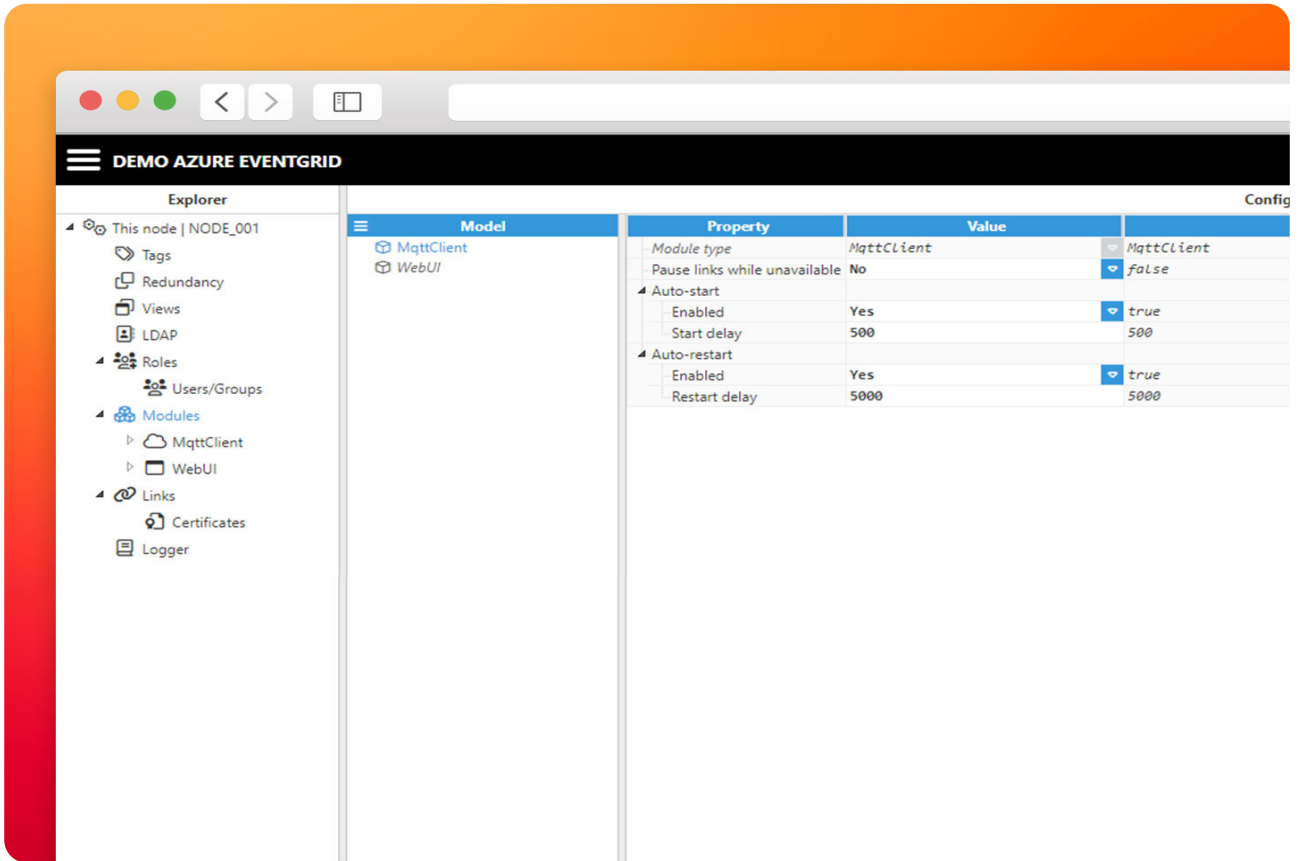 DEMO AZURE EVENTGRID
Explorer
Config
This node | NODE_001
Tags
Redundancy
Views
LDAP
Roles
Users/Groups
Modules
MqttClient
WebUI
Links
Certificates
Logger
Model
MqttClient
WebUI
Property Value
Module type MqttClient MqttClient
Pause links while unavailable No false
Auto-start
Enabled Yes true
Start delay 500 500
Auto-restart
Enabled Yes true
Restart delay 5000 5000